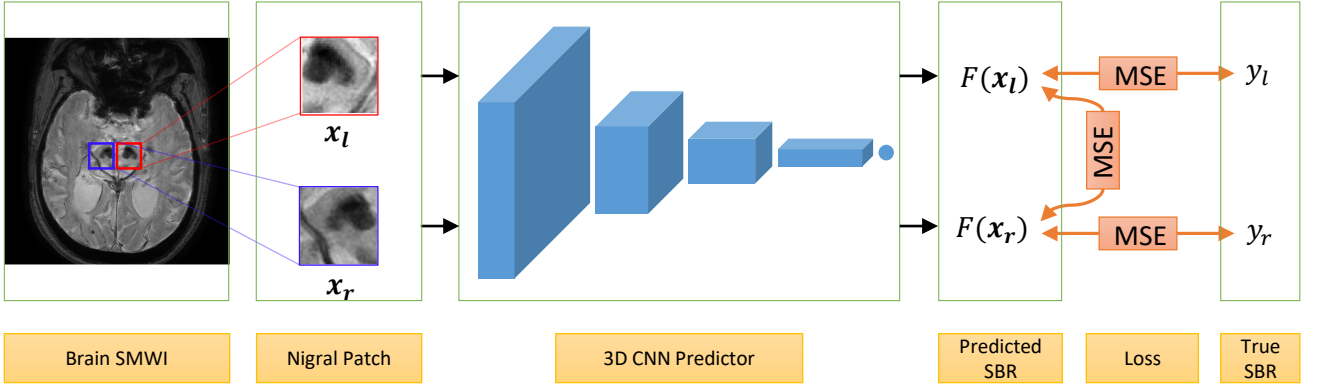 x_l
x_r
F(x_l)
F(x_r)
MSE
MSE
MSE
y_l
y_r
Brain SMWI
Nigral Patch
3D CNN Predictor
Predicted
SBR
Loss
True
SBR